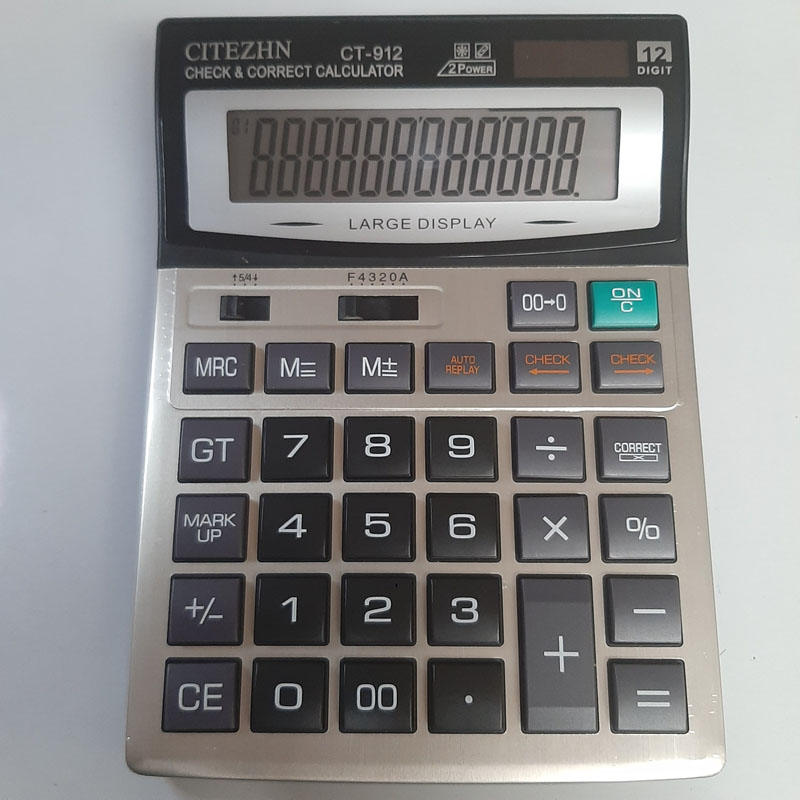 CITEZHN CT-912 2 POWER 12
CHECK & CORRECT CALCULATOR DIGIT
01 888888888888.
LARGE DISPLAY
↑5/4↓ F4320A
00→0 ON/C
MRC M= M± AUTO REPLAY CHECK ← CHECK →
GT 7 8 9 ÷ CORRECT
MARK UP 4 5 6 × %
+/− 1 2 3 + −
CE 0 00 . =